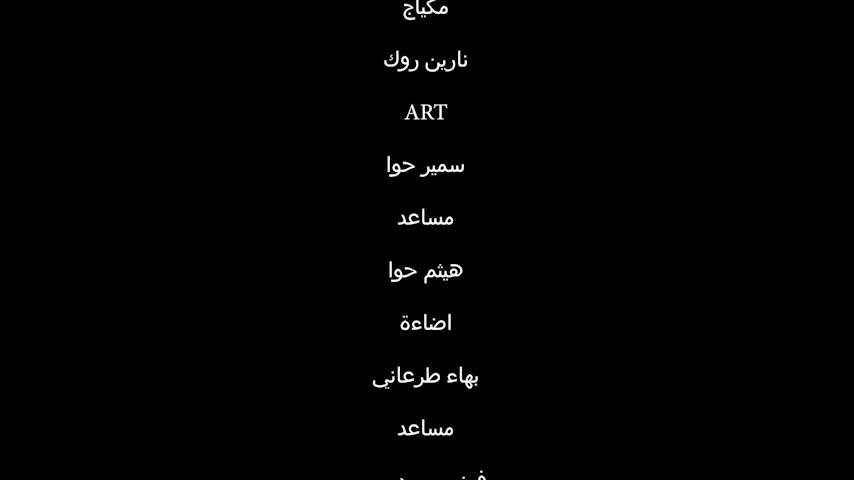 مكياج
نارين روك
ART
سمير حوا
مساعد
هيثم حوا
اضاءة
بهاء طرعاني
مساعد